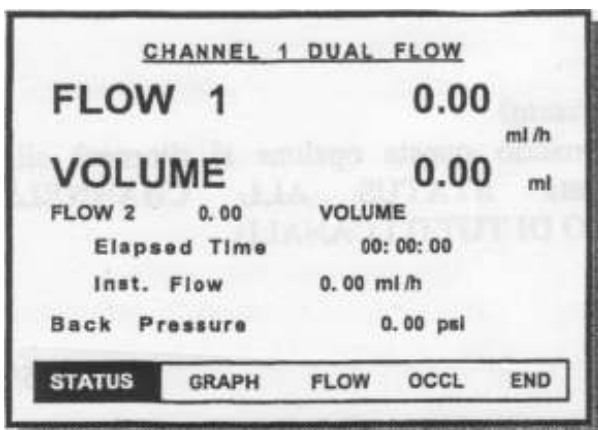 CHANNEL 1 DUAL FLOW
FLOW 1 0.00
ml /h
VOLUME 0.00 ml
FLOW 2 0.00 VOLUME
Elapsed Time 00:00:00
Inst. Flow 0.00 ml/h
Back Pressure 0.00 psi
STATUS GRAPH FLOW OCCL END